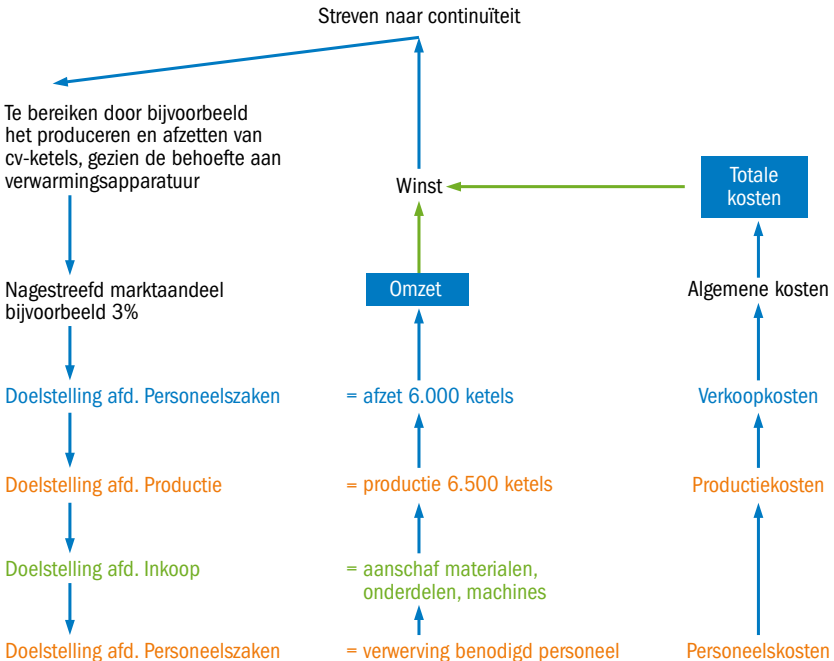 Streven naar continuïteit
Te bereiken door bijvoorbeeld
het produceren en afzetten van
cv-ketels, gezien de behoefte aan
verwarmingsapparatuur
Winst
Totale
kosten
Nagestreefd marktaandeel
bijvoorbeeld 3%
Omzet
Algemene kosten
Doelstelling afd. Personeelszaken
= afzet 6.000 ketels
Verkoopkosten
Doelstelling afd. Productie
= productie 6.500 ketels
Productiekosten
Doelstelling afd. Inkoop
= aanschaf materialen,
onderdelen, machines
Doelstelling afd. Personeelszaken
= verwerving benodigd personeel
Personeelskosten